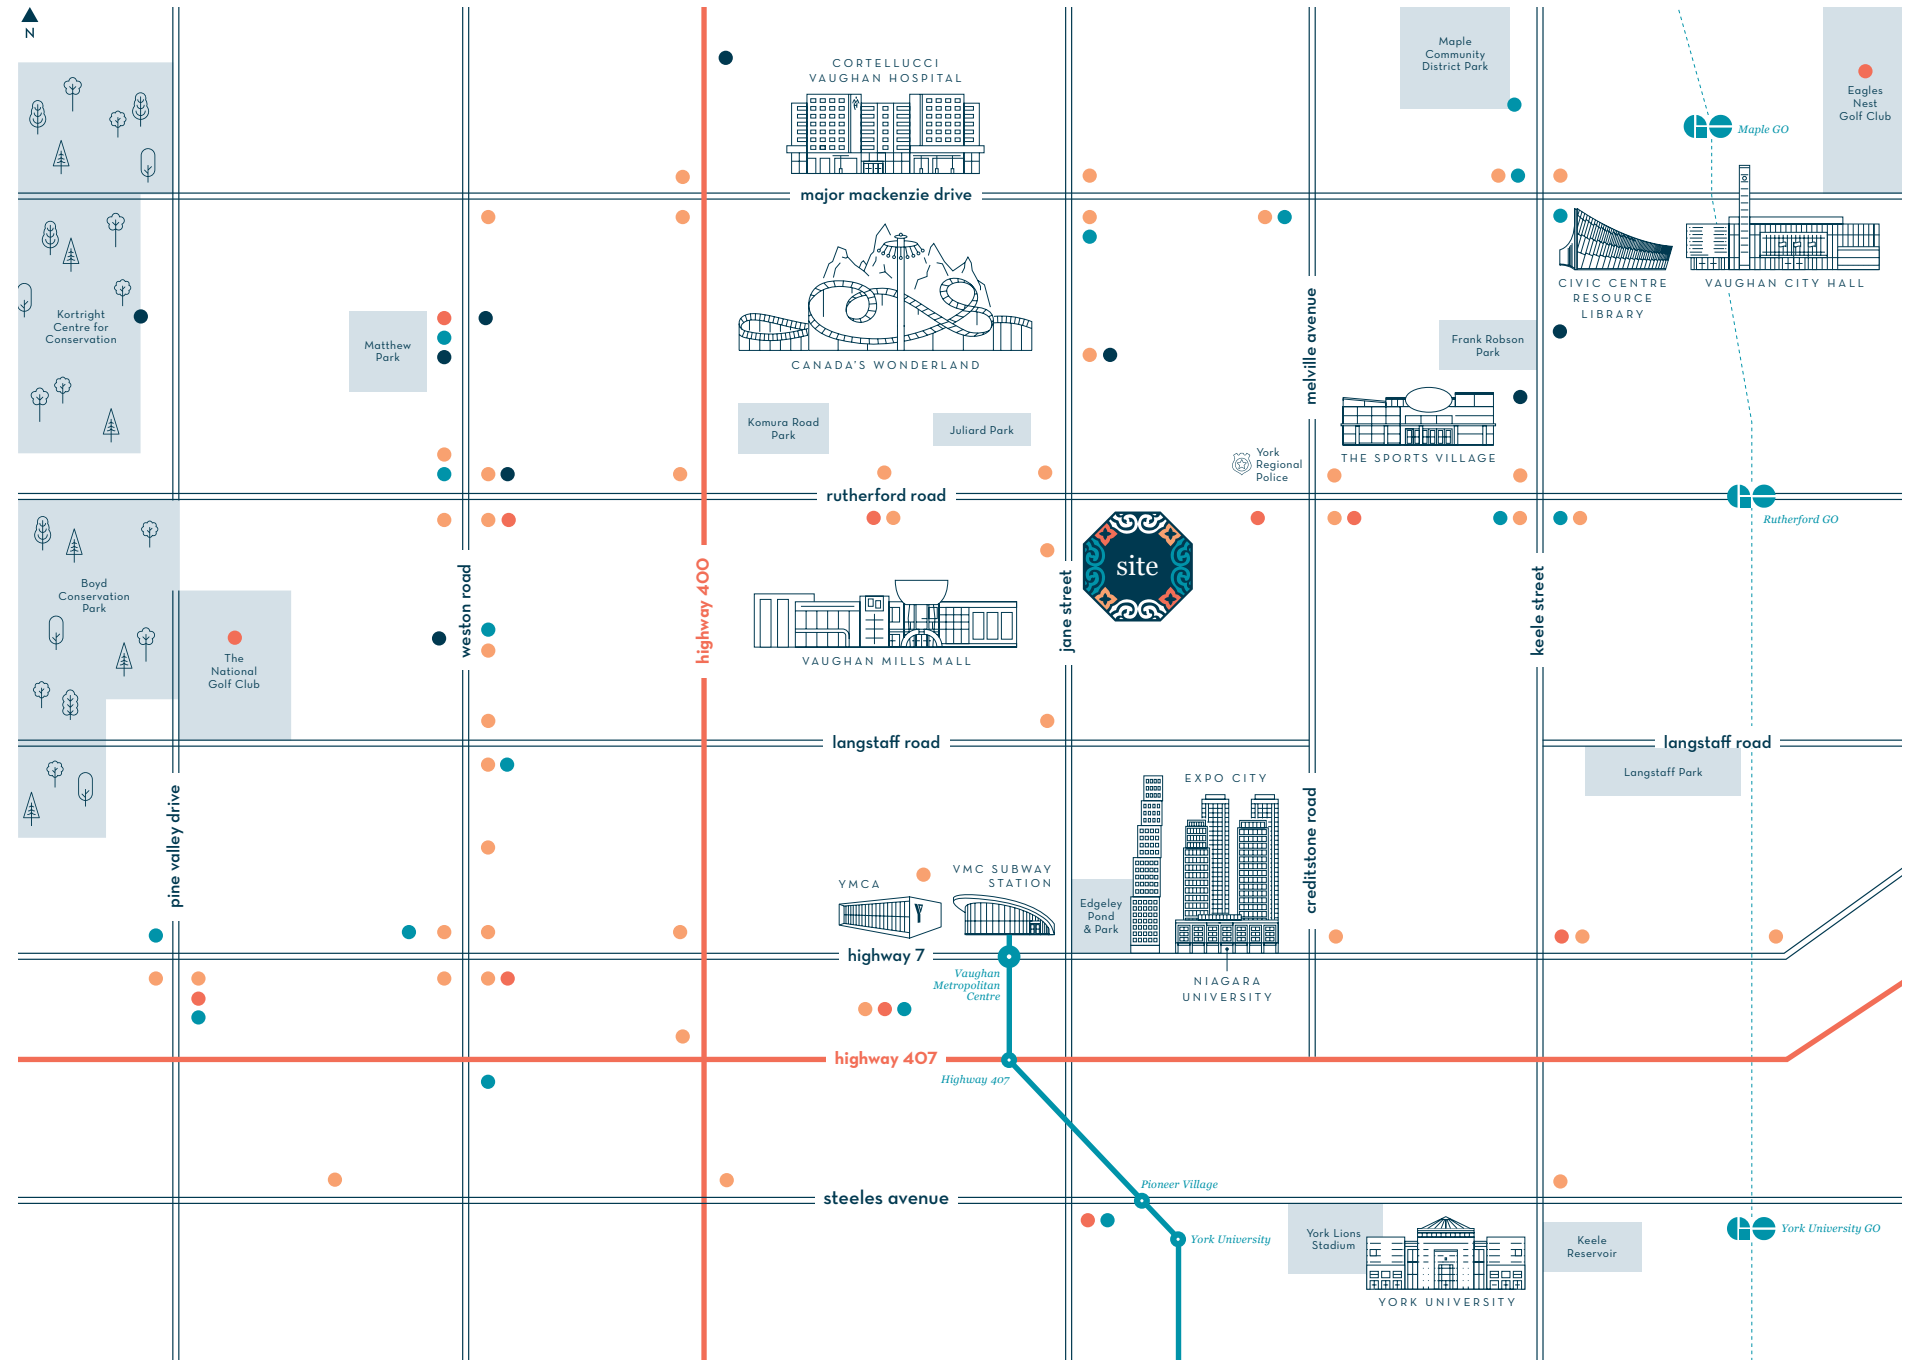 N
CORTELLUCCI
VAUGHAN HOSPITAL
Maple
Community
District Park
Eagles
Nest
Golf Club
Maple GO
major mackenzie drive
CIVIC CENTRE
RESOURCE
LIBRARY
VAUGHAN CITY HALL
Kortright
Centre for
Conservation
Matthew
Park
CANADA'S WONDERLAND
melville avenue
Frank Robson
Park
Komura Road
Park
Juliard Park
York
Regional
Police
THE SPORTS VILLAGE
rutherford road
Rutherford GO
Boyd
Conservation
Park
The
National
Golf Club
weston road
highway 400
VAUGHAN MILLS MALL
jane street
site
keele street
langstaff road
langstaff road
Langstaff Park
pine valley drive
EXPO CITY
creditstone road
YMCA
VMC SUBWAY
STATION
Edgeley
Pond
& Park
highway 7
Vaughan
Metropolitan
Centre
NIAGARA
UNIVERSITY
highway 407
Highway 407
steeles avenue
Pioneer Village
York University
York Lions
Stadium
YORK UNIVERSITY
Keele
Reservoir
York University GO